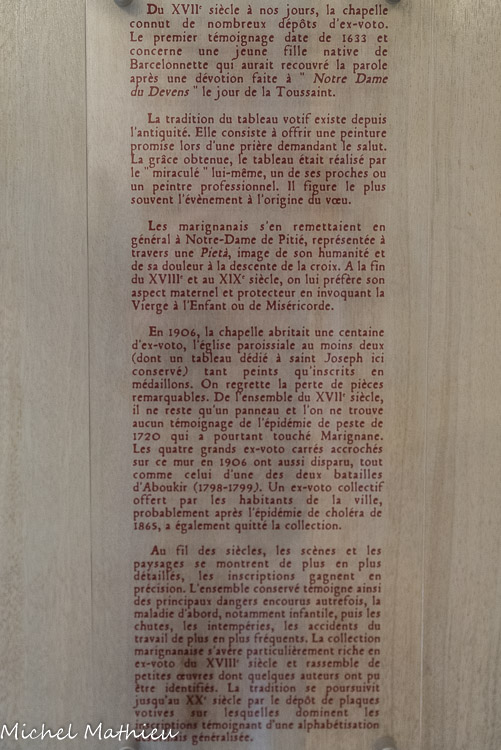 Du XVIIᵉ siècle à nos jours, la chapelle
connut de nombreux dépôts d'ex-voto.
Le premier témoignage date de 1633 et
concerne une jeune fille native de
Barcelonnette qui aurait recouvré la parole
après une dévotion faite à " Notre Dame
du Devens " le jour de la Toussaint.
La tradition du tableau votif existe depuis
l'antiquité. Elle consiste à offrir une peinture
promise lors d'une prière demandant le salut.
La grâce obtenue, le tableau était réalisé par
le " miraculé " lui-même, un de ses proches ou
un peintre professionnel. Il figure le plus
souvent l'évènement à l'origine du vœu.
Les marignanais s'en remettaient en
général à Notre-Dame de Pitié, représentée à
travers une Pietà, image de son humanité et
de sa douleur à la descente de la croix. A la fin
du XVIIIᵉ et au XIXᵉ siècle, on lui préfère son
aspect maternel et protecteur en invoquant la
Vierge à l'Enfant ou de Miséricorde.
En 1906, la chapelle abritait une centaine
d'ex-voto, l'église paroissiale au moins deux
(dont un tableau dédié à saint Joseph ici
conservé) tant peints qu'inscrits en
médaillons. On regrette la perte de pièces
remarquables. De l'ensemble du XVIIᵉ siècle,
il ne reste qu'un panneau et l'on ne trouve
aucun témoignage de l'épidémie de peste de
1720 qui a pourtant touché Marignane.
Les quatre grands ex-voto carrés accrochés
sur ce mur en 1906 ont aussi disparu, tout
comme celui d'une des deux batailles
d'Aboukir (1798-1799). Un ex-voto collectif
offert par les habitants de la ville,
probablement après l'épidémie de choléra de
1865, a également quitté la collection.
Au fil des siècles, les scènes et les
paysages se montrent de plus en plus
détaillés, les inscriptions gagnent en
précision. L'ensemble conservé témoigne ainsi
des principaux dangers encourus autrefois, la
maladie d'abord, notamment infantile, puis les
chutes, les intempéries, les accidents du
travail de plus en plus fréquents. La collection
marignanaise s'avère particulièrement riche en
ex-voto du XVIIIᵉ siècle et rassemble de
petites œuvres dont quelques auteurs ont pu
être identifiés. La tradition se poursuivit
jusqu'au XXᵉ siècle par le dépôt de plaques
votives sur lesquelles dominent les
inscriptions témoignant d'une alphabétisation
généralisée.
Michel Mathieu